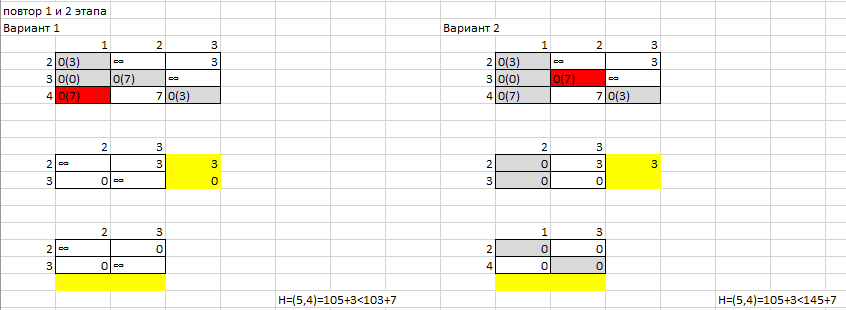 повтор 1 и 2 этапа
Вариант 1 Вариант 2
1 2 3 1 2 3
2 0(3) ∞ 3 2 0(3) ∞ 3
3 0(0) 0(7) ∞ 3 0(0) 0(7) ∞
4 0(7) 7 0(3) 4 0(7) 7 0(3)
2 3 2 3
2 ∞ 3 3 2 0 3 3
3 0 ∞ 0 3 0 0
2 3 1 3
2 ∞ 0 2 0 0
3 0 ∞ 4 0 0
H=(5,4)=105+3<103+7 H=(5,4)=105+3<145+7